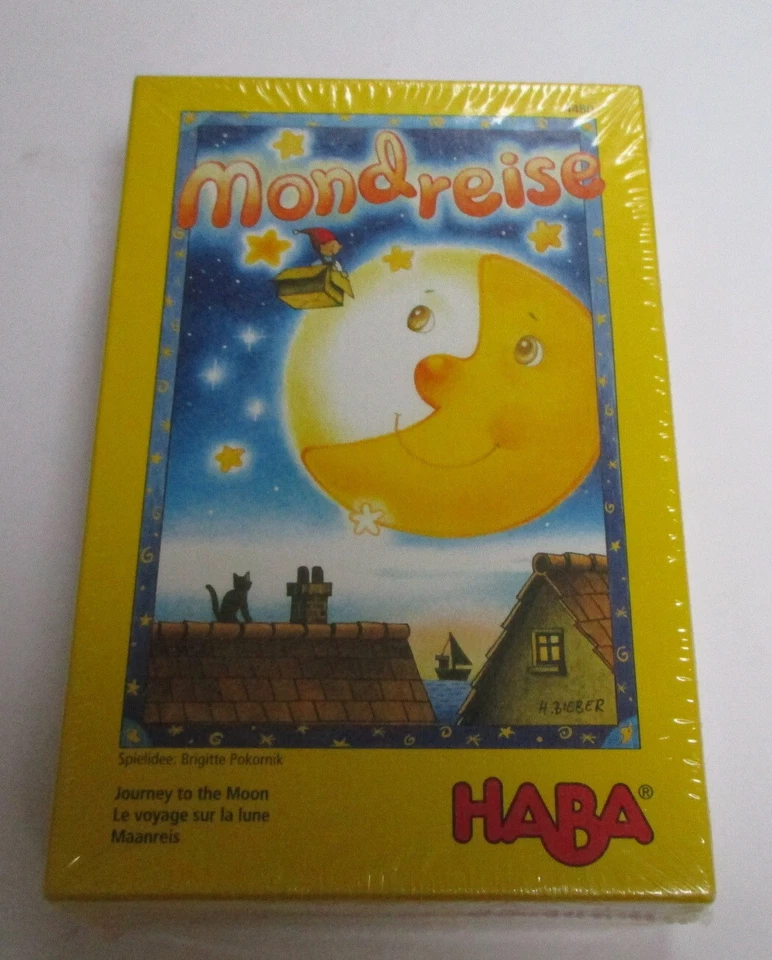 Mondreise
H. BIEBER
Spielidee: Brigitte Pokornik
Journey to the Moon
Le voyage sur la lune
Maanreis
HABA®